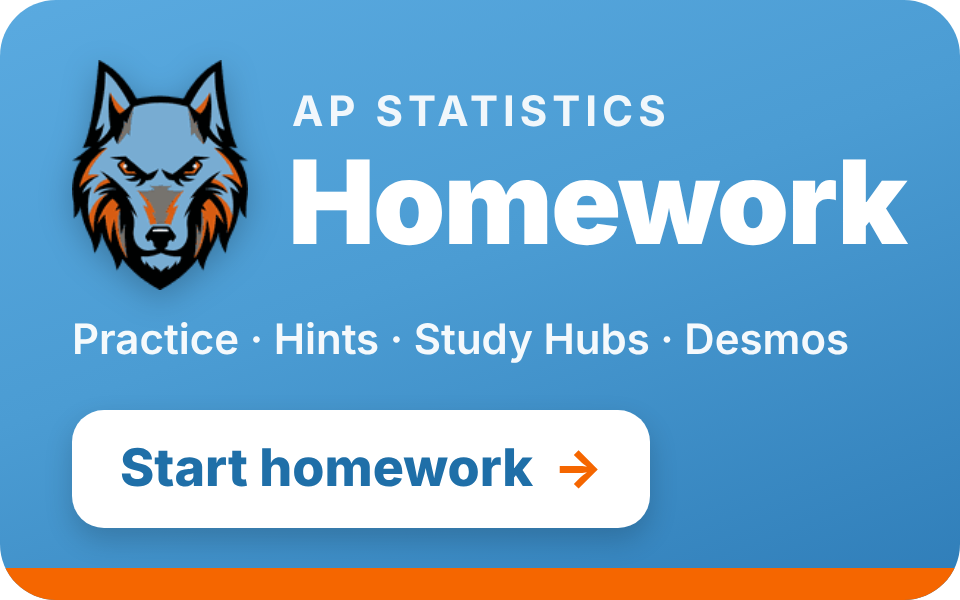 AP STATISTICS
Homework
Practice · Hints · Study Hubs · Desmos
Start homework →